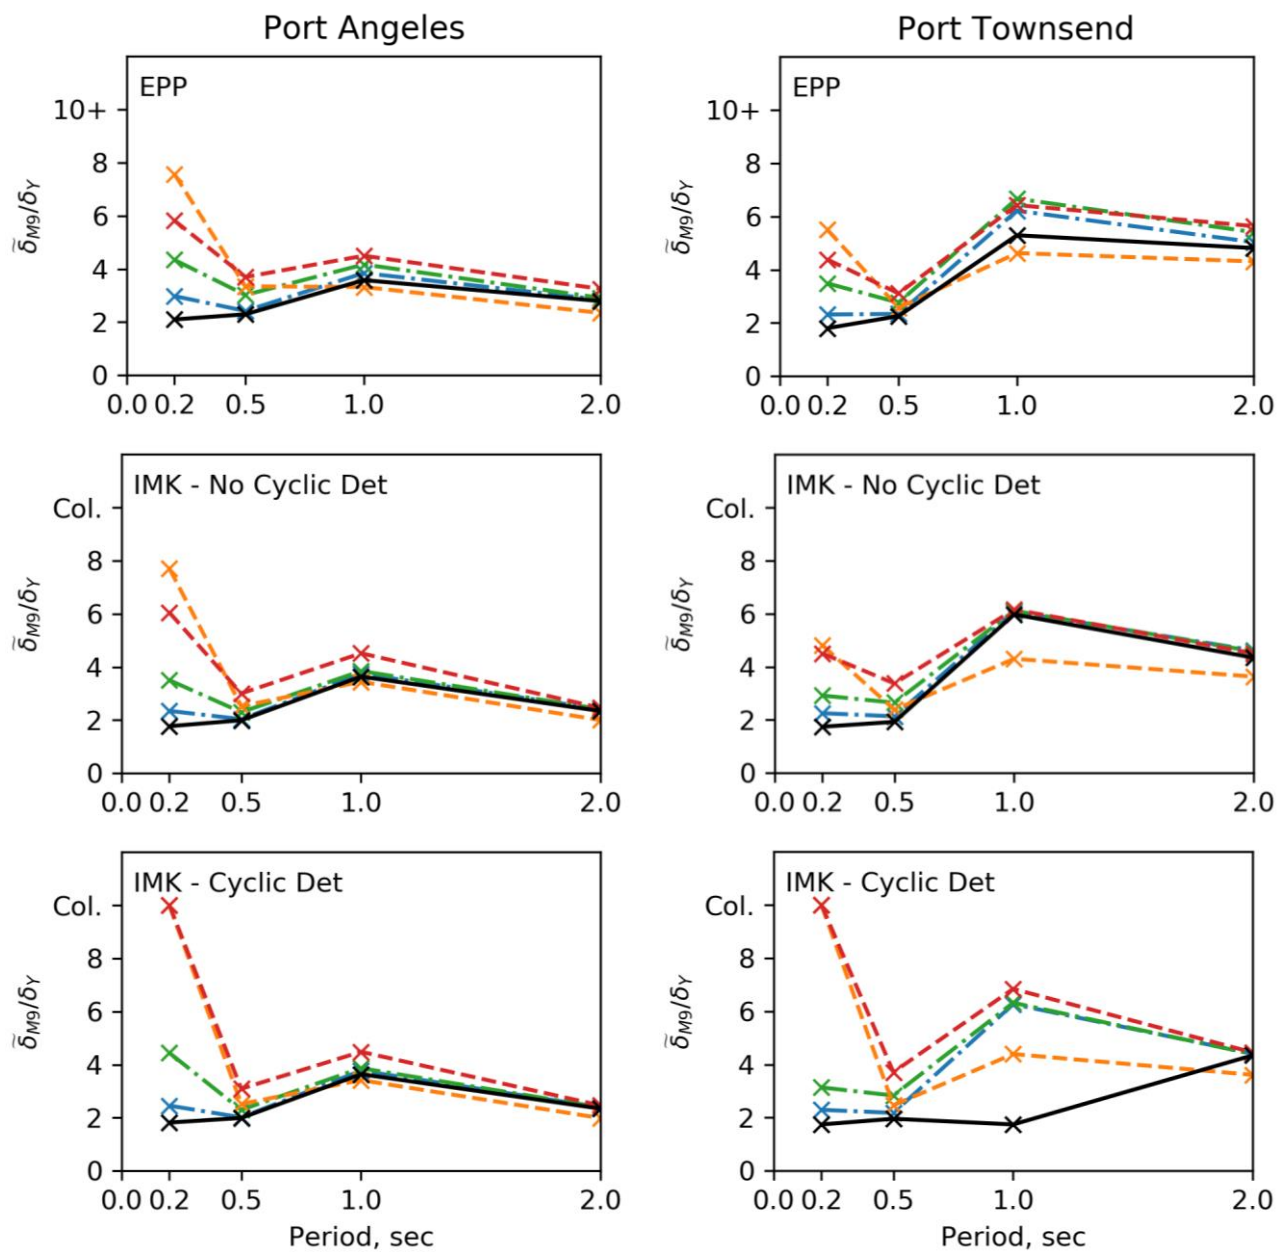 Port Angeles
Port Townsend
EPP
10+
8
6
4
2
0
δ̃M9/δY
0.0 0.2 0.5 1.0 2.0
EPP
10+
8
6
4
2
0
δ̃M9/δY
0.0 0.2 0.5 1.0 2.0
IMK - No Cyclic Det
Col.
8
6
4
2
0
δ̃M9/δY
0.0 0.2 0.5 1.0 2.0
IMK - No Cyclic Det
Col.
8
6
4
2
0
δ̃M9/δY
0.0 0.2 0.5 1.0 2.0
IMK - Cyclic Det
Col.
8
6
4
2
0
δ̃M9/δY
0.0 0.2 0.5 1.0 2.0
Period, sec
IMK - Cyclic Det
Col.
8
6
4
2
0
δ̃M9/δY
0.0 0.2 0.5 1.0 2.0
Period, sec